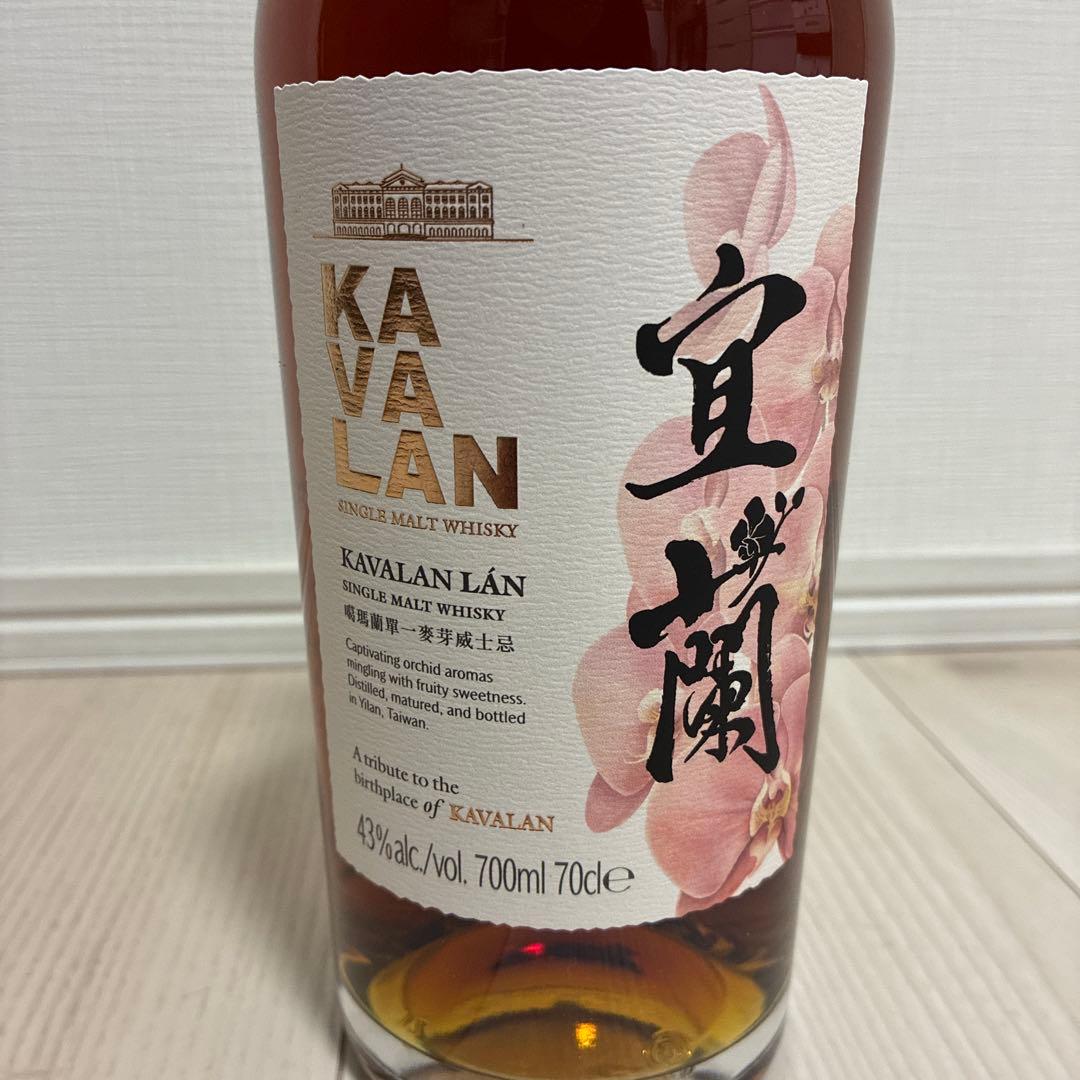 KA
VA
LAN
SINGLE MALT WHISKY
KAVALAN LÁN
SINGLE MALT WHISKY
噶瑪蘭單一麥芽威士忌
Captivating orchid aromas
mingling with fruity sweetness.
Distilled, matured, and bottled
in Yilan, Taiwan.
A tribute to the
birthplace of KAVALAN
43%alc./vol. 700ml 70cl℮
宜蘭